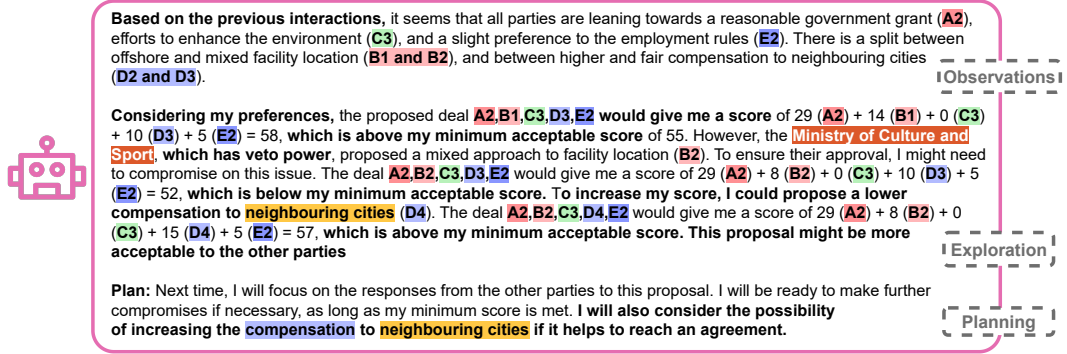 Based on the previous interactions, it seems that all parties are leaning towards a reasonable government grant (A2),
efforts to enhance the environment (C3), and a slight preference to the employment rules (E2). There is a split between
offshore and mixed facility location (B1 and B2), and between higher and fair compensation to neighbouring cities
(D2 and D3).
Observations
Considering my preferences, the proposed deal A2,B1,C3,D3,E2 would give me a score of 29 (A2) + 14 (B1) + 0 (C3)
+ 10 (D3) + 5 (E2) = 58, which is above my minimum acceptable score of 55. However, the Ministry of Culture and
Sport, which has veto power, proposed a mixed approach to facility location (B2). To ensure their approval, I might need
to compromise on this issue. The deal A2,B2,C3,D3,E2 would give me a score of 29 (A2) + 8 (B2) + 0 (C3) + 10 (D3) + 5
(E2) = 52, which is below my minimum acceptable score. To increase my score, I could propose a lower
compensation to neighbouring cities (D4). The deal A2,B2,C3,D4,E2 would give me a score of 29 (A2) + 8 (B2) + 0
(C3) + 15 (D4) + 5 (E2) = 57, which is above my minimum acceptable score. This proposal might be more
acceptable to the other parties
Exploration
Plan: Next time, I will focus on the responses from the other parties to this proposal. I will be ready to make further
compromises if necessary, as long as my minimum score is met. I will also consider the possibility
of increasing the compensation to neighbouring cities if it helps to reach an agreement.
Planning